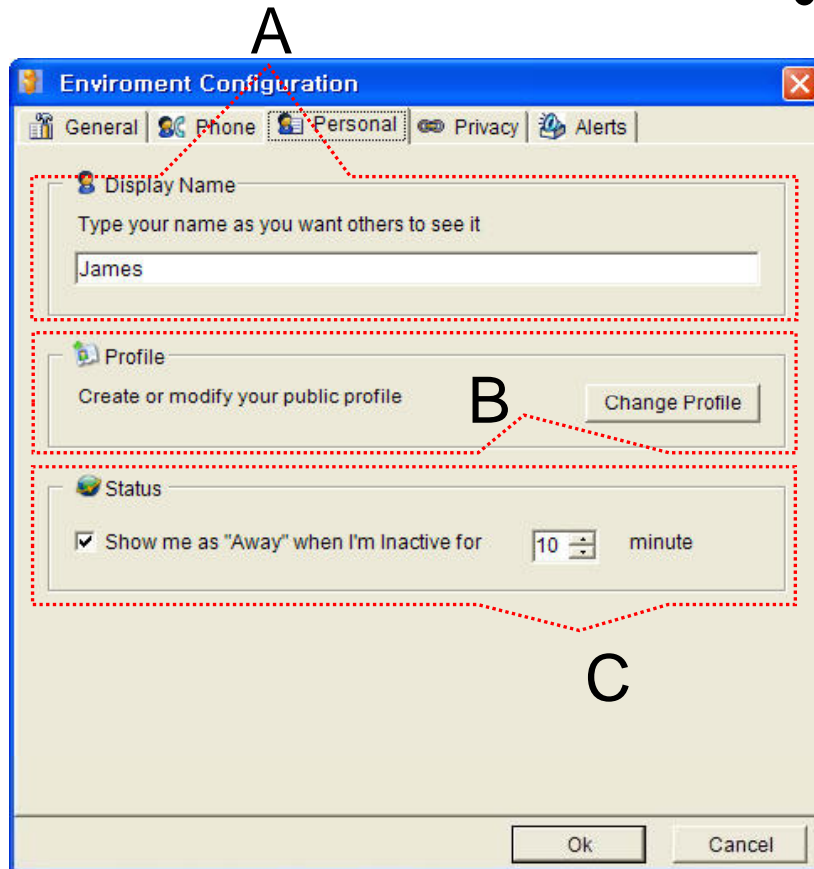 A
Enviroment Configuration
General Phone Personal Privacy Alerts
Display Name
Type your name as you want others to see it
James
Profile
Create or modify your public profile
B
Change Profile
Status
Show me as "Away" when I'm Inactive for 10 minute
C
Ok Cancel